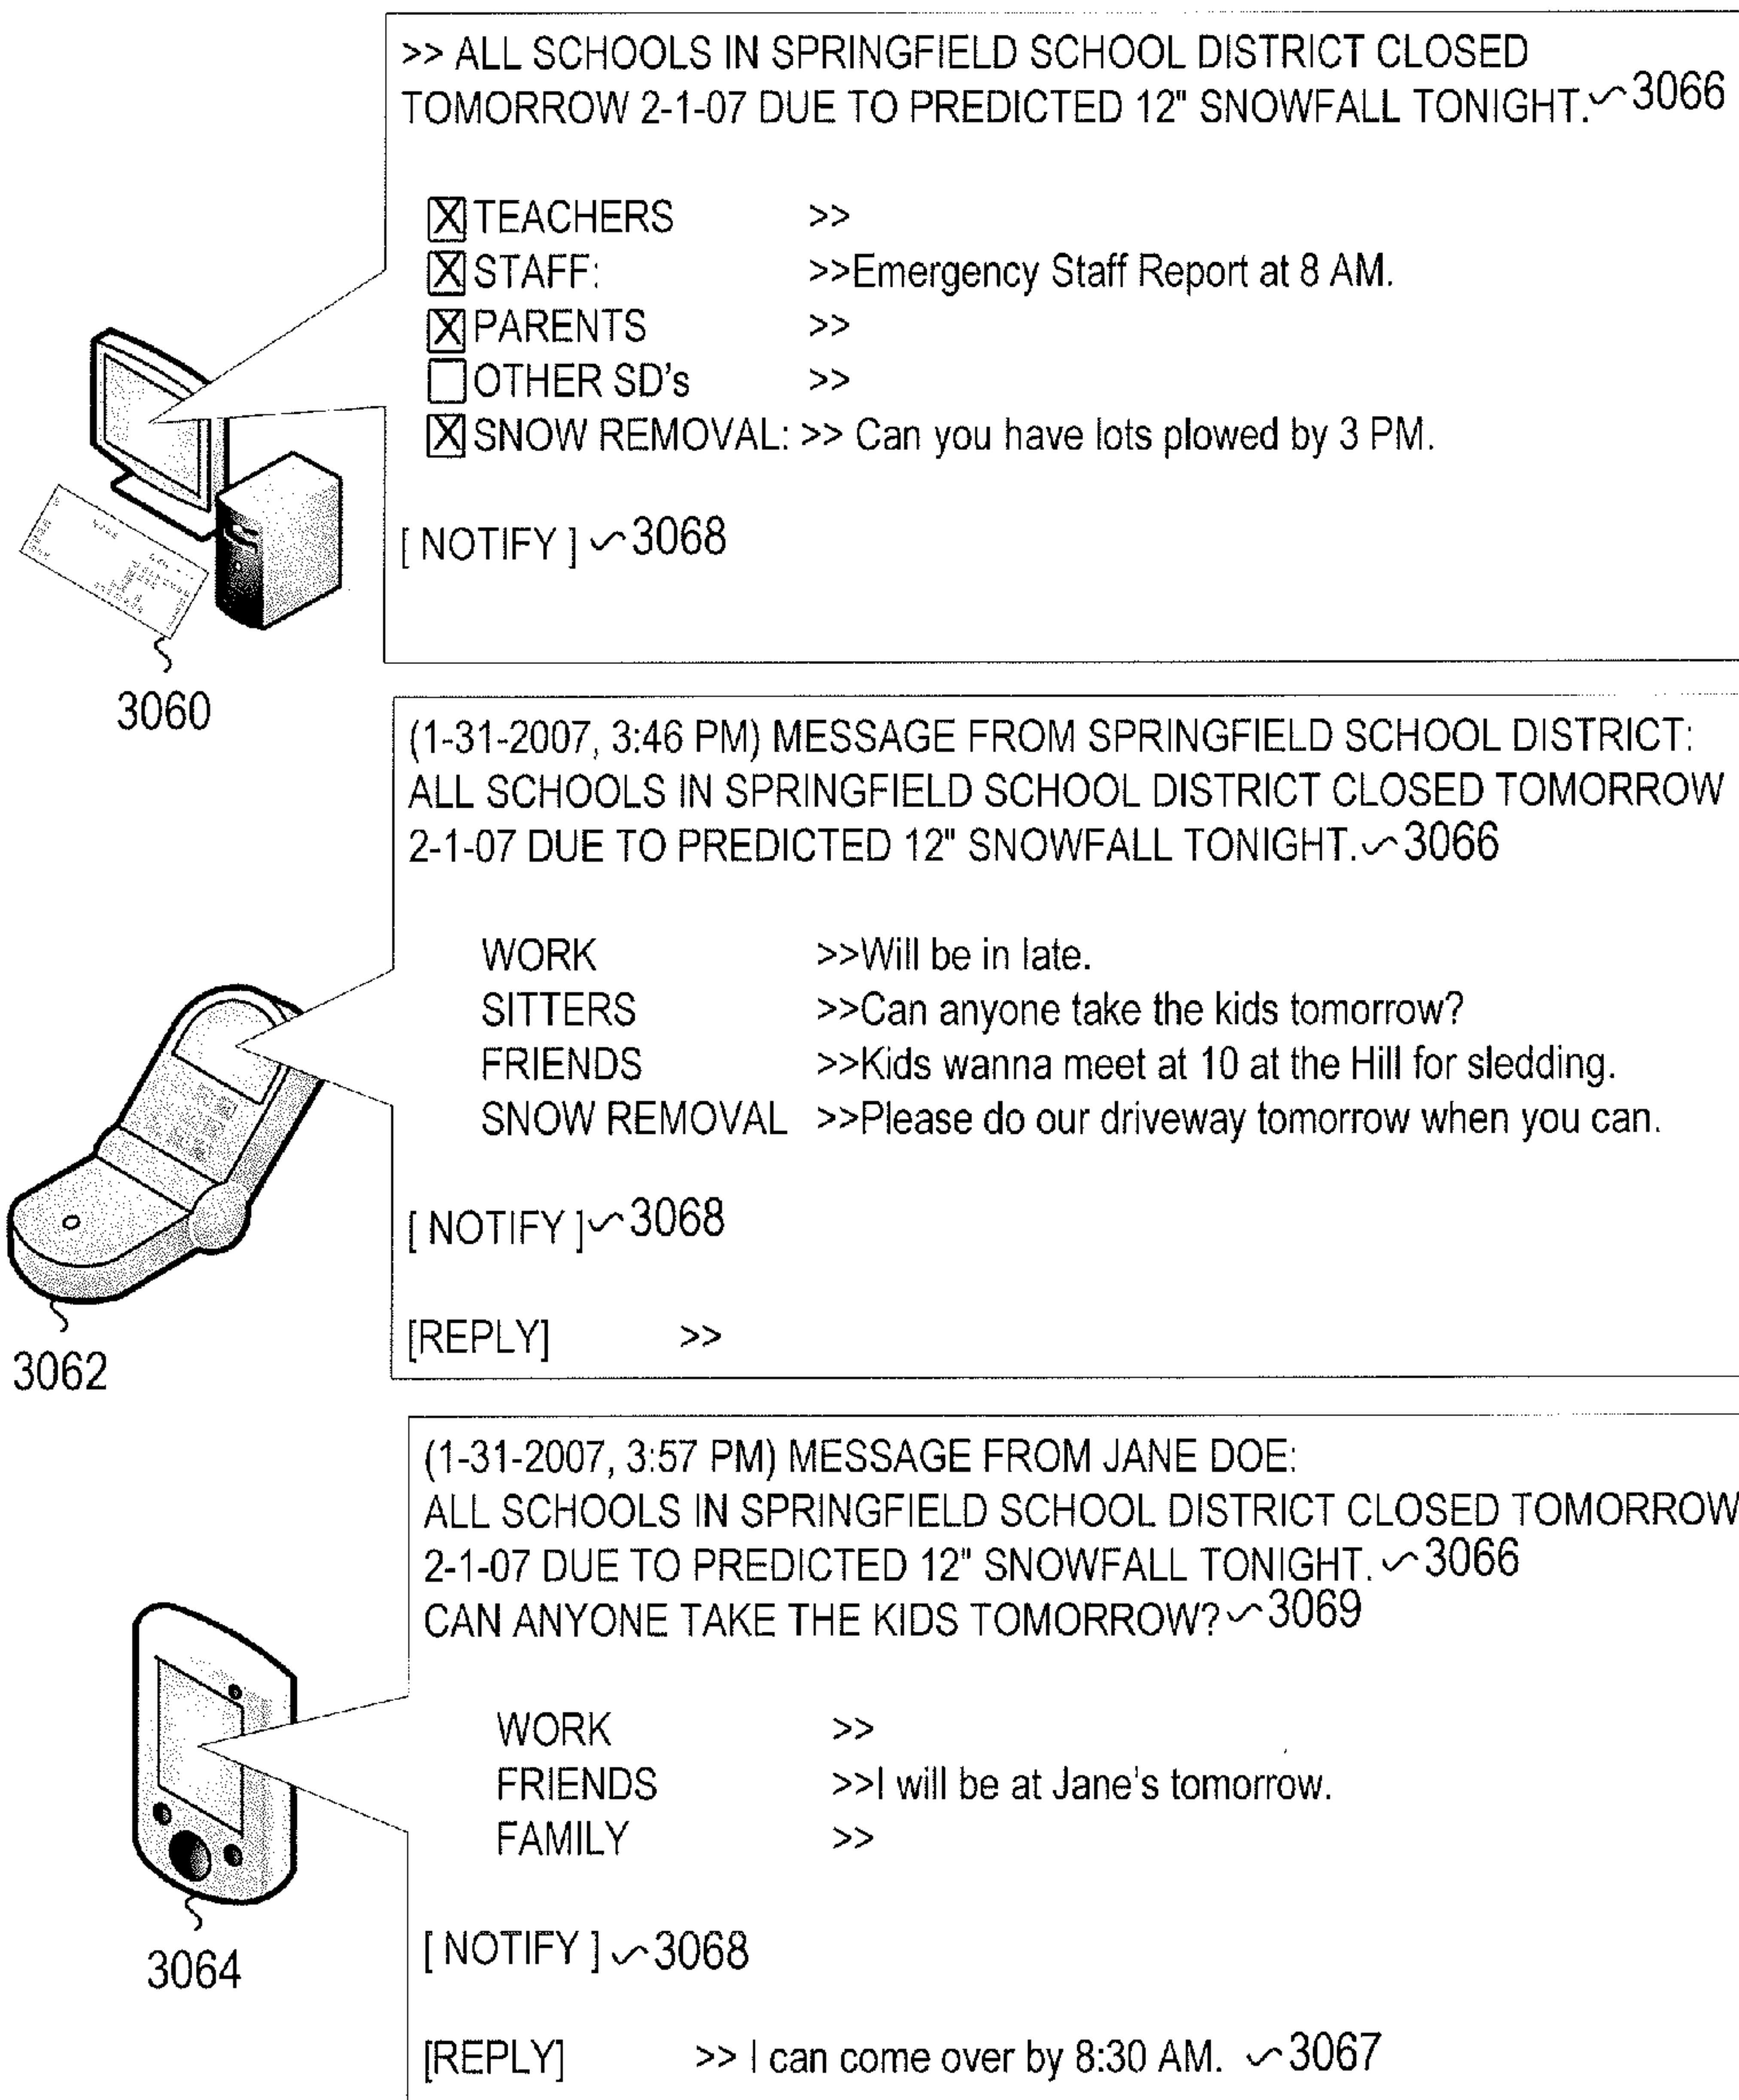 >> ALL SCHOOLS IN SPRINGFIELD SCHOOL DISTRICT CLOSED
TOMORROW 2-1-07 DUE TO PREDICTED 12" SNOWFALL TONIGHT. 3066
[X] TEACHERS >>
[X] STAFF: >>Emergency Staff Report at 8 AM.
[X] PARENTS >>
[ ] OTHER SD's >>
[X] SNOW REMOVAL: >> Can you have lots plowed by 3 PM.
[ NOTIFY ] 3068
3060
(1-31-2007, 3:46 PM) MESSAGE FROM SPRINGFIELD SCHOOL DISTRICT:
ALL SCHOOLS IN SPRINGFIELD SCHOOL DISTRICT CLOSED TOMORROW
2-1-07 DUE TO PREDICTED 12" SNOWFALL TONIGHT. 3066
WORK >>Will be in late.
SITTERS >>Can anyone take the kids tomorrow?
FRIENDS >>Kids wanna meet at 10 at the Hill for sledding.
SNOW REMOVAL >>Please do our driveway tomorrow when you can.
[ NOTIFY ] 3068
[REPLY] >>
3062
(1-31-2007, 3:57 PM) MESSAGE FROM JANE DOE:
ALL SCHOOLS IN SPRINGFIELD SCHOOL DISTRICT CLOSED TOMORROW
2-1-07 DUE TO PREDICTED 12" SNOWFALL TONIGHT. 3066
CAN ANYONE TAKE THE KIDS TOMORROW? 3069
WORK >>
FRIENDS >>I will be at Jane's tomorrow.
FAMILY >>
[ NOTIFY ] 3068
3064
[REPLY] >> I can come over by 8:30 AM. 3067